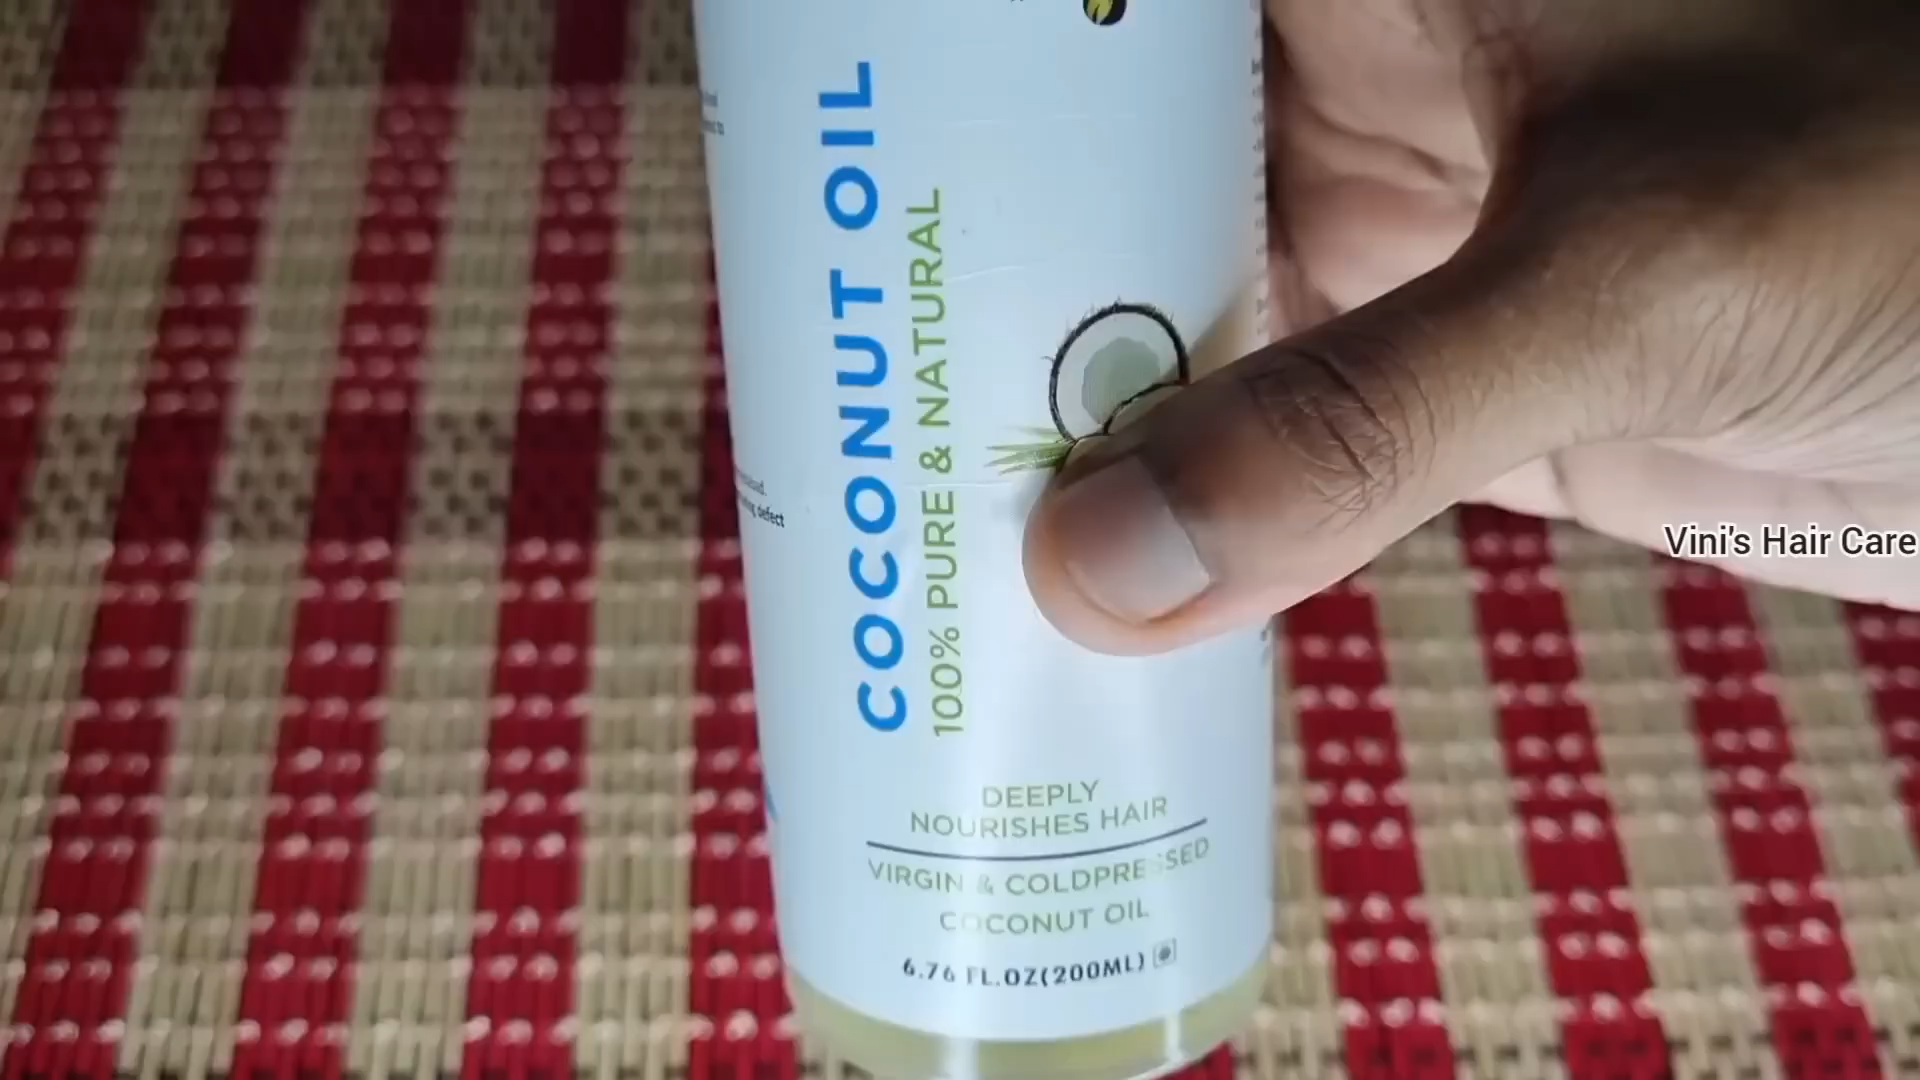 COCONUT OIL
100% PURE & NATURAL
DEEPLY
NOURISHES HAIR
VIRGIN & COLDPRESSED
COCONUT OIL
6.76 FL.OZ(200ML)
defect
Vini's Hair Care